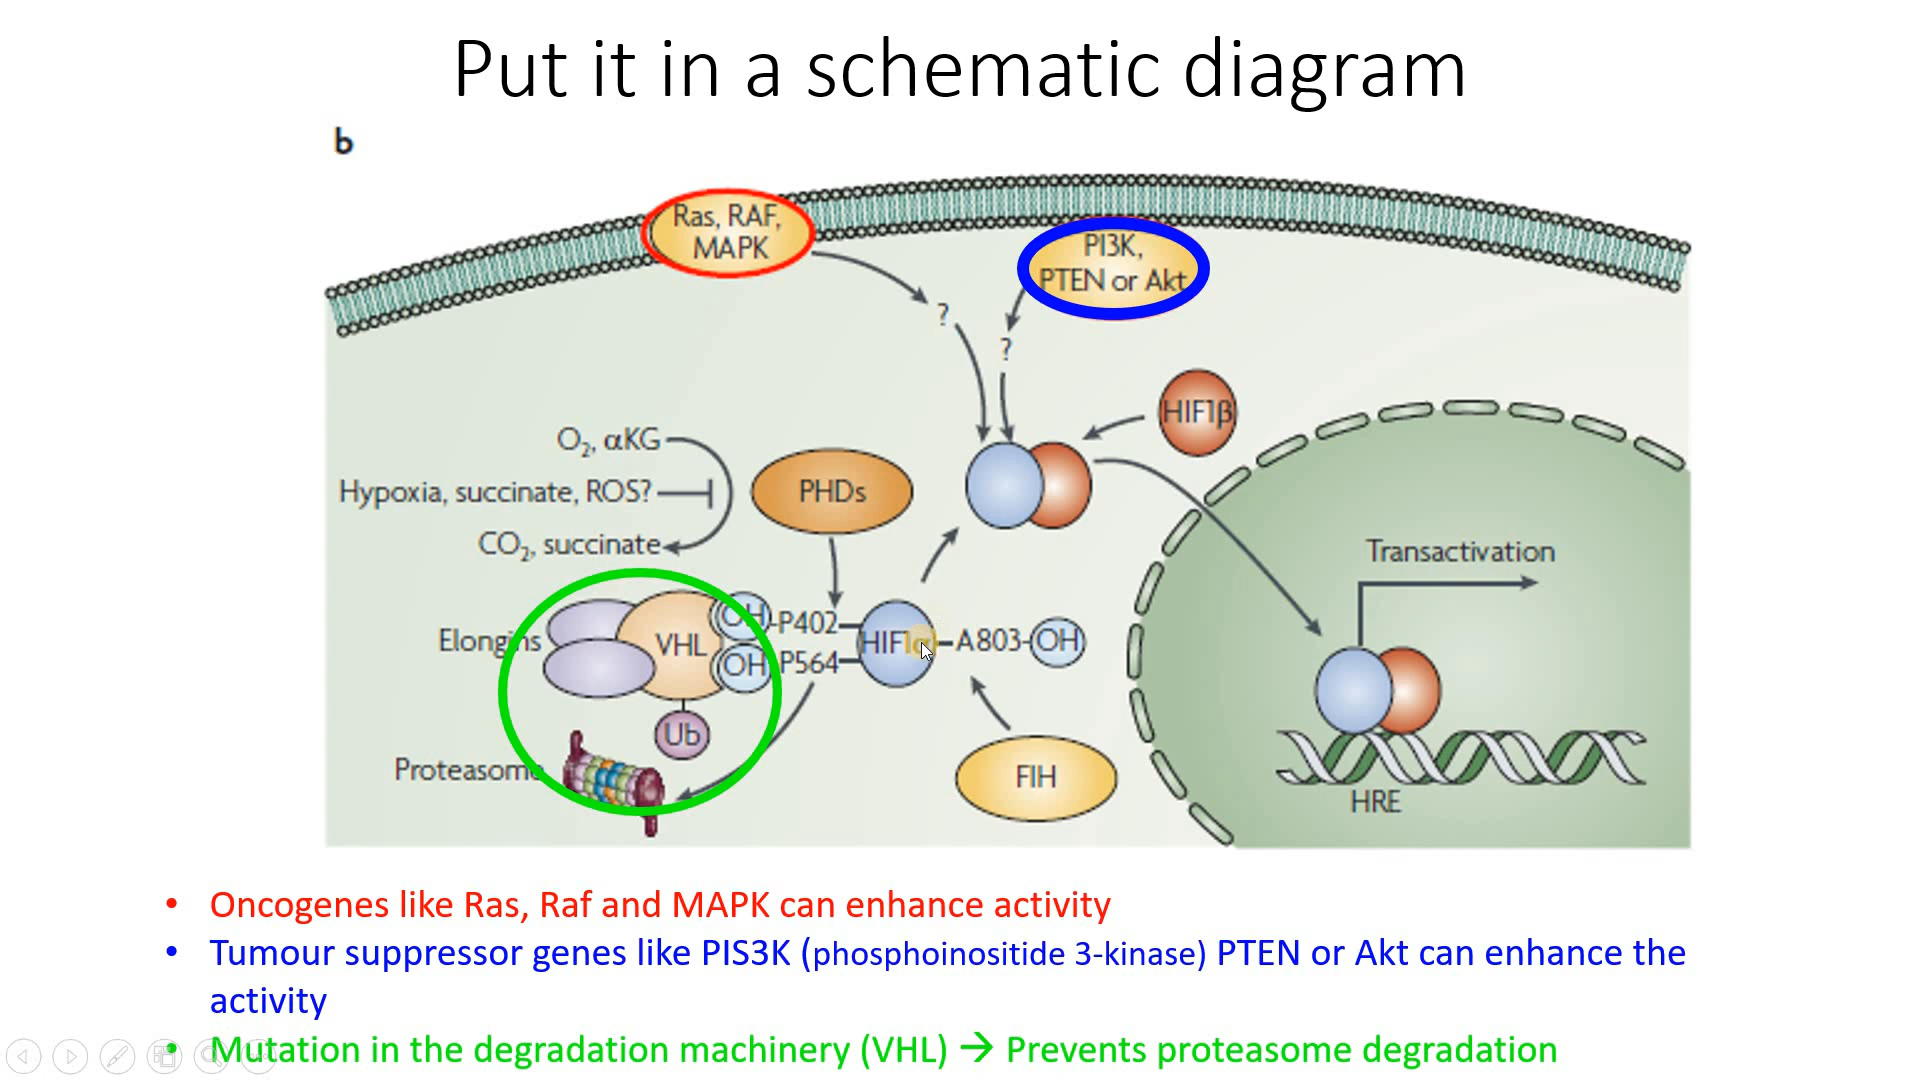 Put it in a schematic diagram
b
Ras, RAF,
MAPK
PI3K,
PTEN or Akt
?
?
HIF1β
O₂, αKG
Hypoxia, succinate, ROS?
CO₂, succinate
PHDs
Transactivation
Elongins
VHL
OH
-P402
OH
P564
HIF1α
A803-OH
Ub
Proteasome
FIH
HRE
• Oncogenes like Ras, Raf and MAPK can enhance activity
• Tumour suppressor genes like PIS3K (phosphoinositide 3-kinase) PTEN or Akt can enhance the
activity
• Mutation in the degradation machinery (VHL) → Prevents proteasome degradation